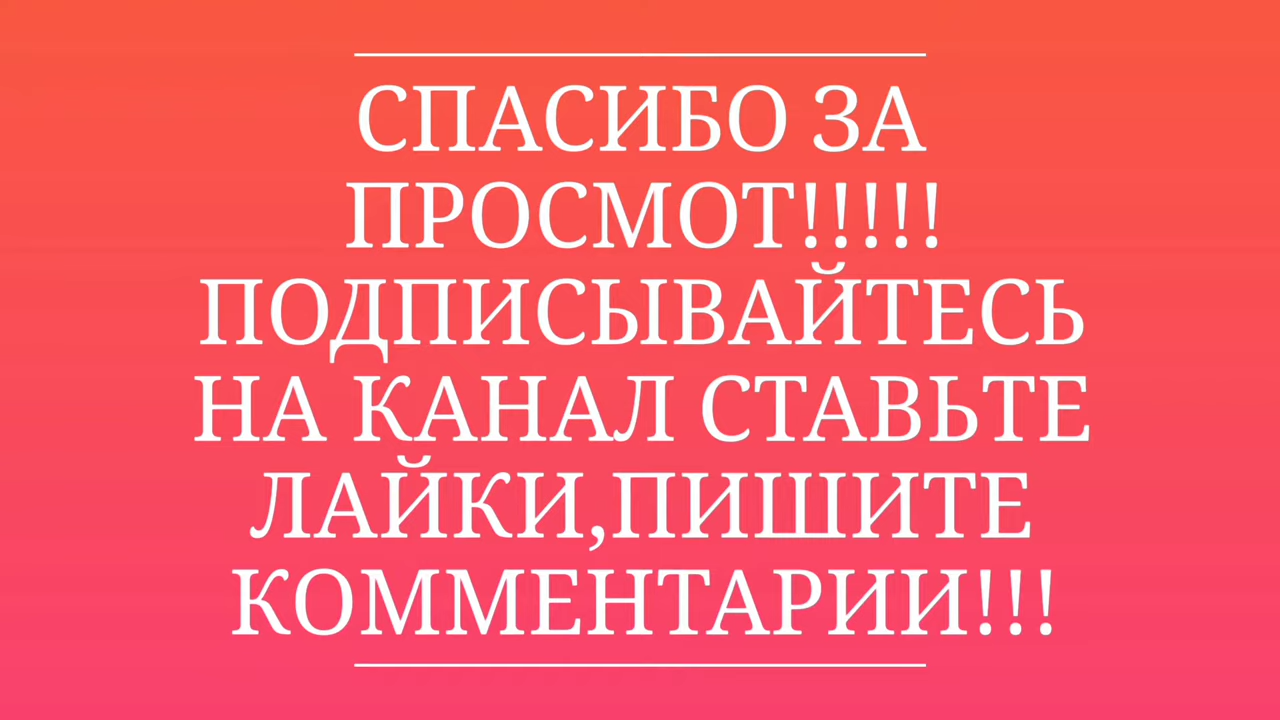 СПАСИБО ЗА
ПРОСМОТ!!!!!
ПОДПИСЫВАЙТЕСЬ
НА КАНАЛ СТАВЬТЕ
ЛАЙКИ,ПИШИТЕ
КОММЕНТАРИИ!!!